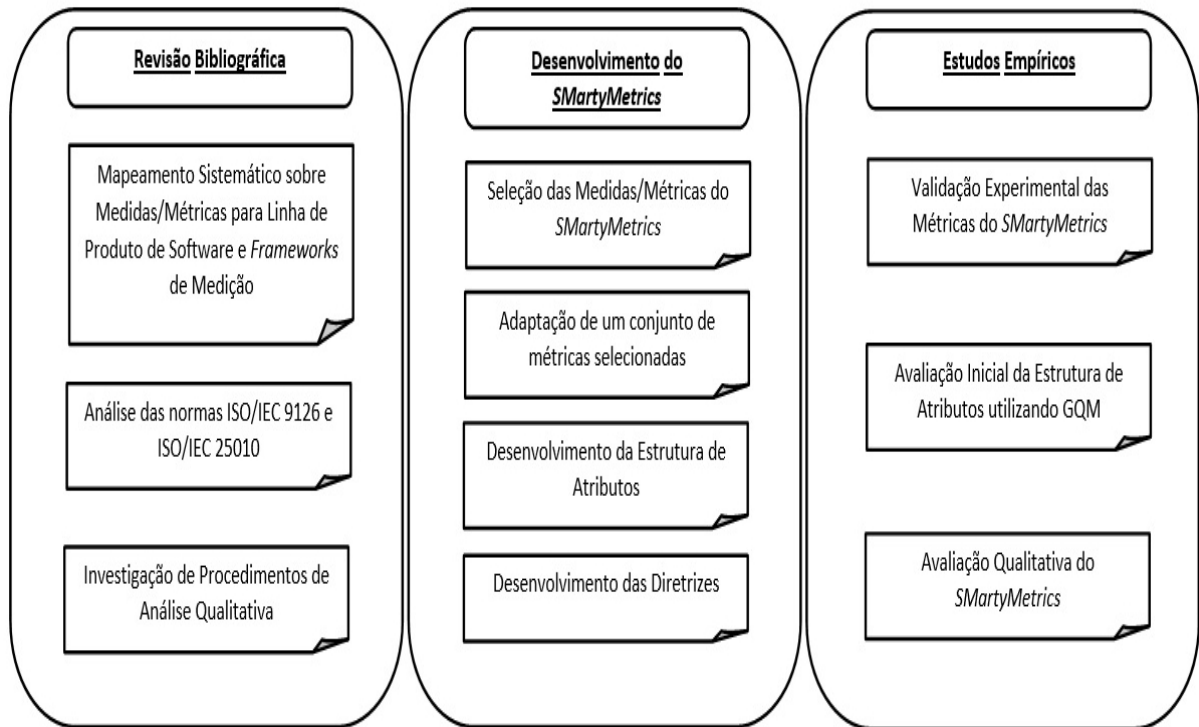 Revisão Bibliográfica
Mapeamento Sistemático sobre
Medidas/Métricas para Linha de
Produto de Software e Frameworks
de Medição
Análise das normas ISO/IEC 9126 e
ISO/IEC 25010
Investigação de Procedimentos de
Análise Qualitativa
Desenvolvimento do
SMartyMetrics
Seleção das Medidas/Métricas do
SMartyMetrics
Adaptação de um conjunto de
métricas selecionadas
Desenvolvimento da Estrutura de
Atributos
Desenvolvimento das Diretrizes
Estudos Empíricos
Validação Experimental das
Métricas do SMartyMetrics
Avaliação Inicial da Estrutura de
Atributos utilizando GQM
Avaliação Qualitativa do
SMartyMetrics